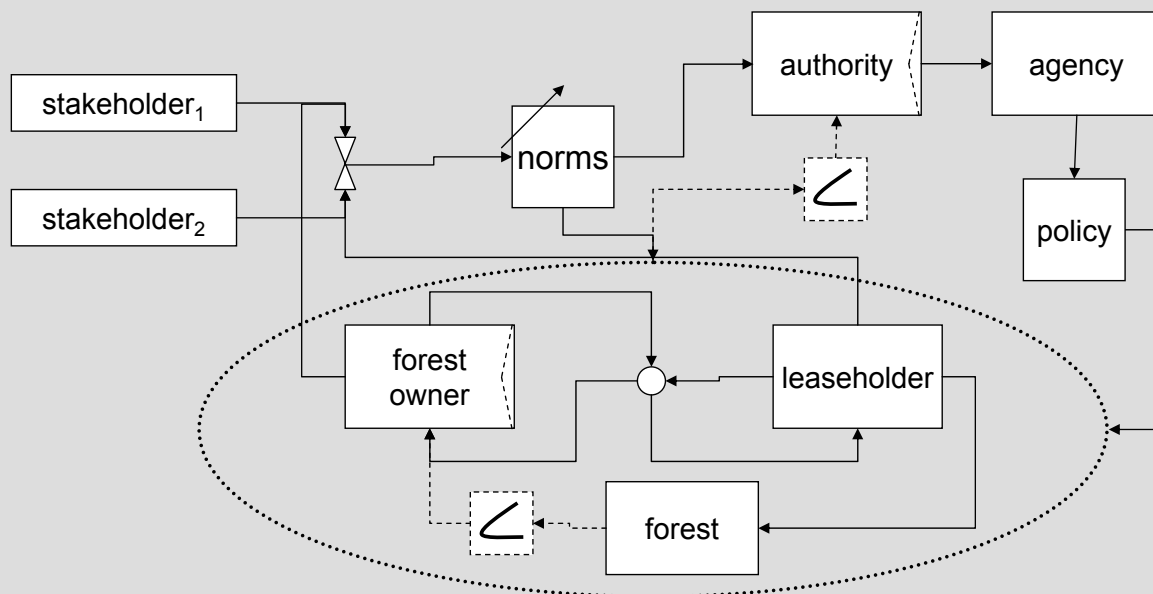 authority
agency
stakeholder₁
norms
stakeholder₂
policy
forest
owner
leaseholder
forest